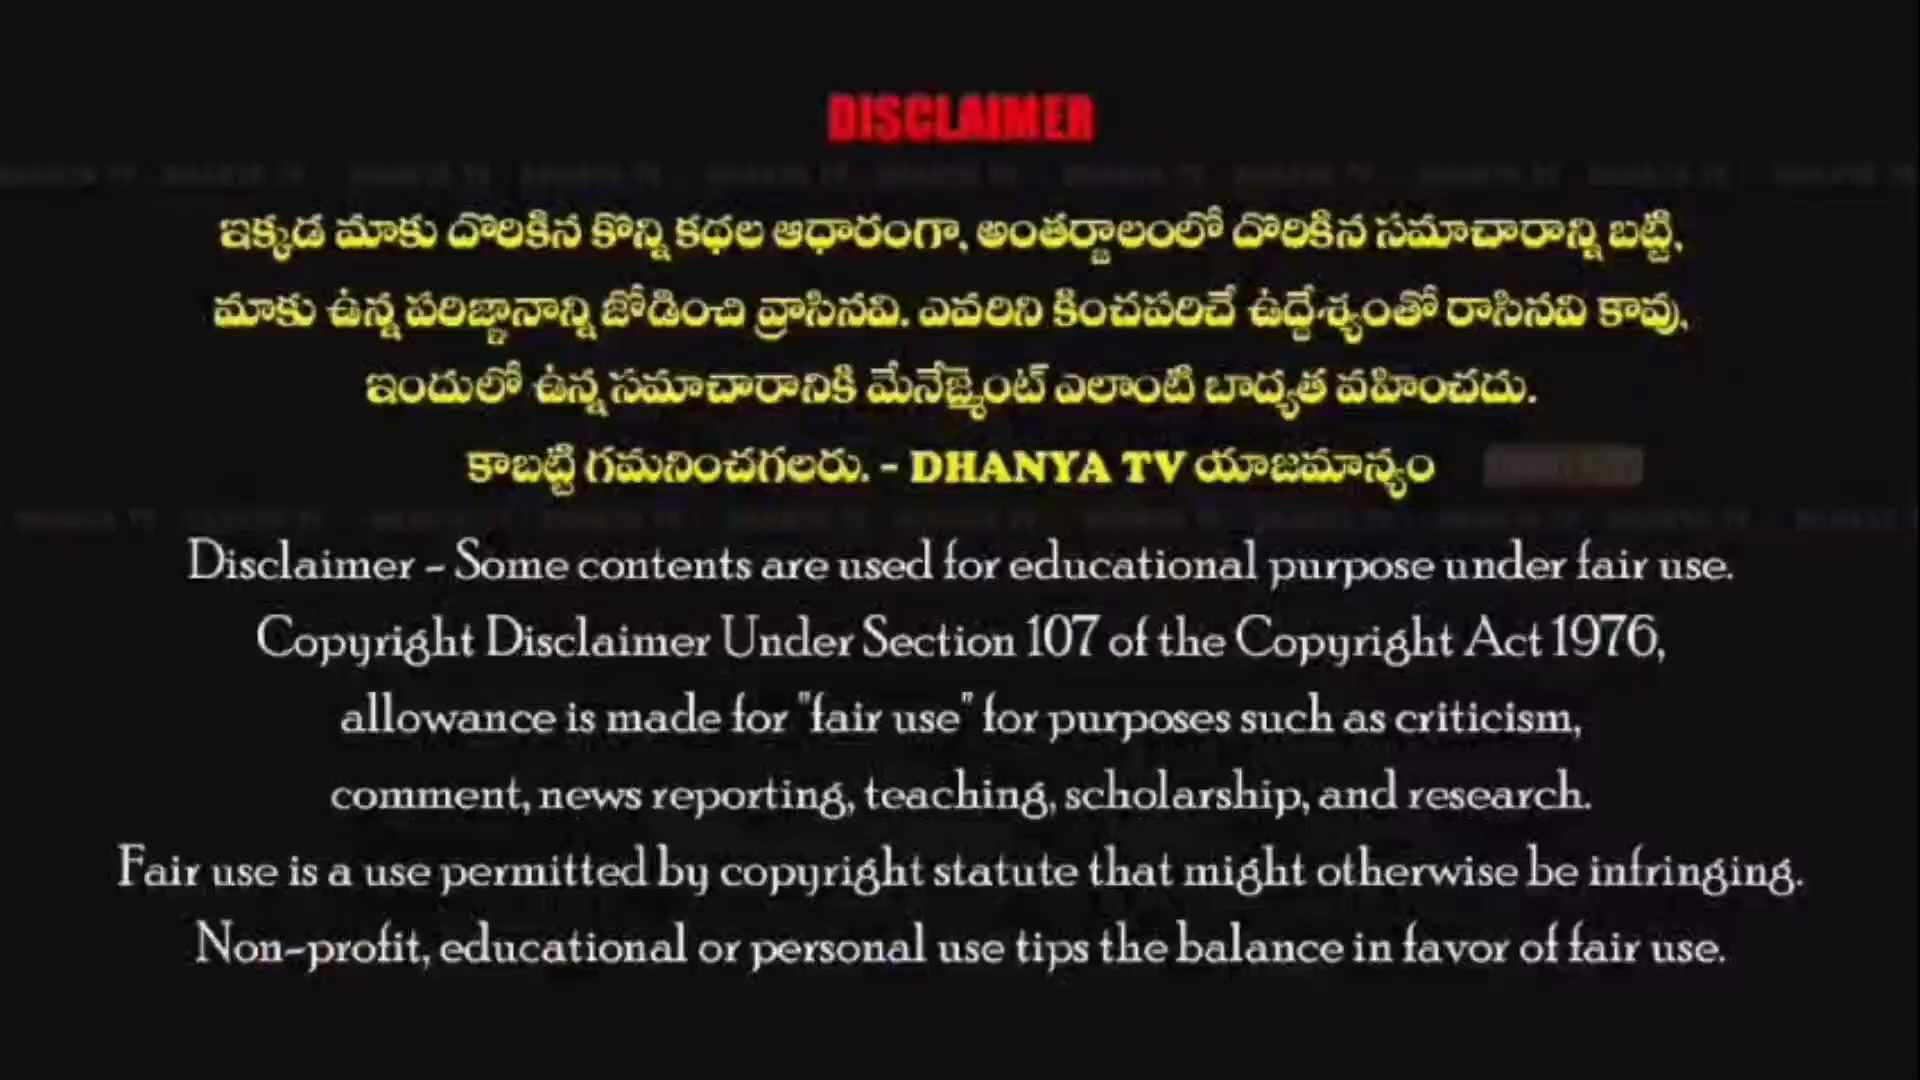 DISCLAIMER
ఇక్కడ మాకు దొరికిన కొన్ని కథల ఆధారంగా, అంతర్జాలంలో దొరికిన సమాచారాన్ని బట్టి,
మాకు ఉన్న పరిజ్ఞానాన్ని జోడించి వ్రాసినవి. ఎవరిని కించపరిచే ఉద్దేశ్యంతో రాసినవి కావు,
ఇందులో ఉన్న సమాచారానికి మేనేజ్మెంట్ ఎలాంటి బాద్యత వహించదు.
కాబట్టి గమనించగలరు. - DHANYA TV యాజమాన్యం
Disclaimer - Some contents are used for educational purpose under fair use.
Copyright Disclaimer Under Section 107 of the Copyright Act 1976,
allowance is made for "fair use" for purposes such as criticism,
comment, news reporting, teaching, scholarship, and research.
Fair use is a use permitted by copyright statute that might otherwise be infringing.
Non-profit, educational or personal use tips the balance in favor of fair use.